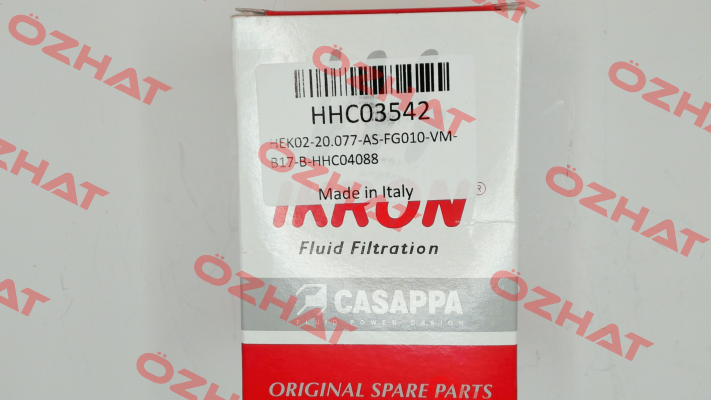 HHC03542
HEK02-20.077-AS-FG010-VM-
B17-B-HHC04088
Made in Italy
IKRON®
Fluid Filtration
CASAPPA
FLUID POWER DESIGN
ORIGINAL SPARE PARTS
ÖZHAT
ÖZHAT
ÖZHAT
ÖZHAT
ÖZHAT
ÖZHAT
ÖZHAT
ÖZHAT
ÖZHAT